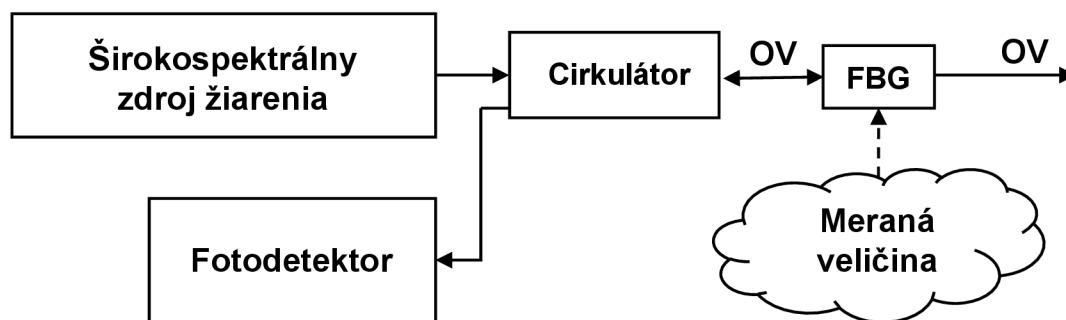 Širokospektrálny
zdroj žiarenia
Cirkulátor
OV
FBG
OV
Fotodetektor
Meraná
veličina